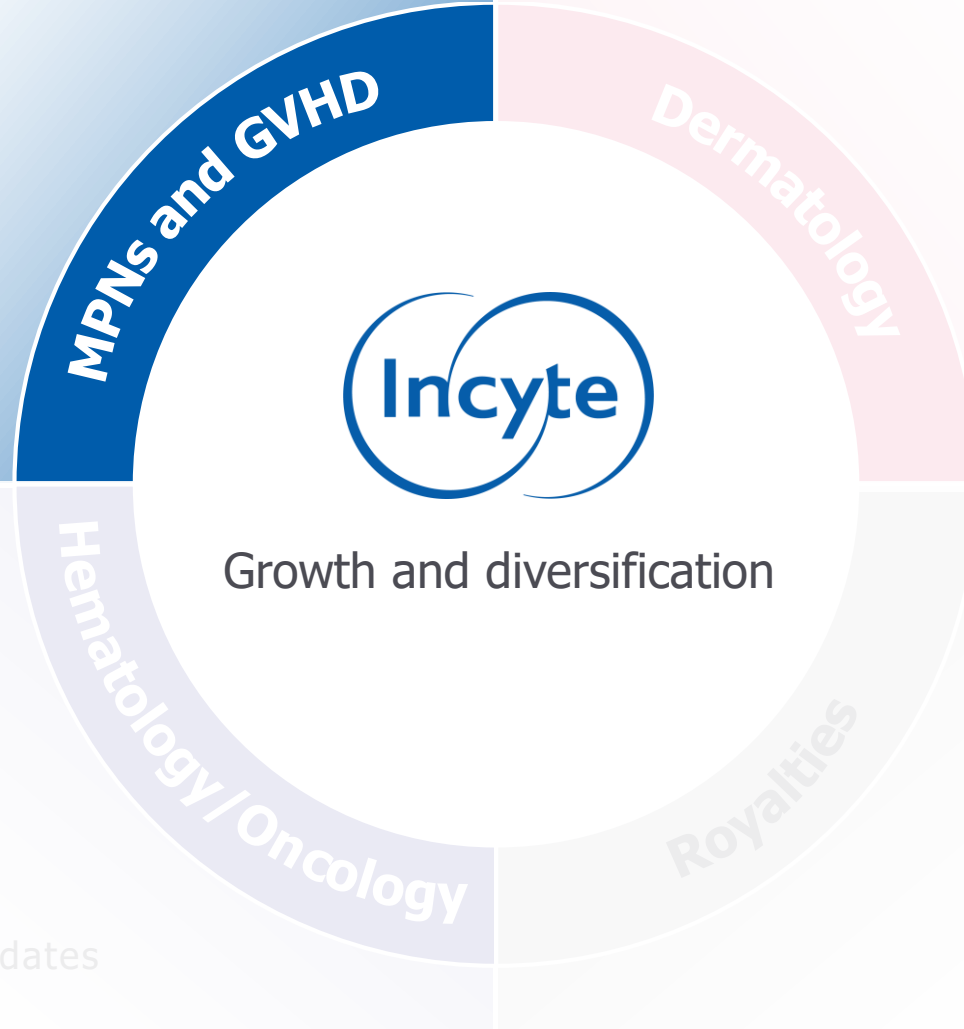 MPNs and GVHD
Dermatology
Incyte
Growth and diversification
Hematology/Oncology
Royalties
dates